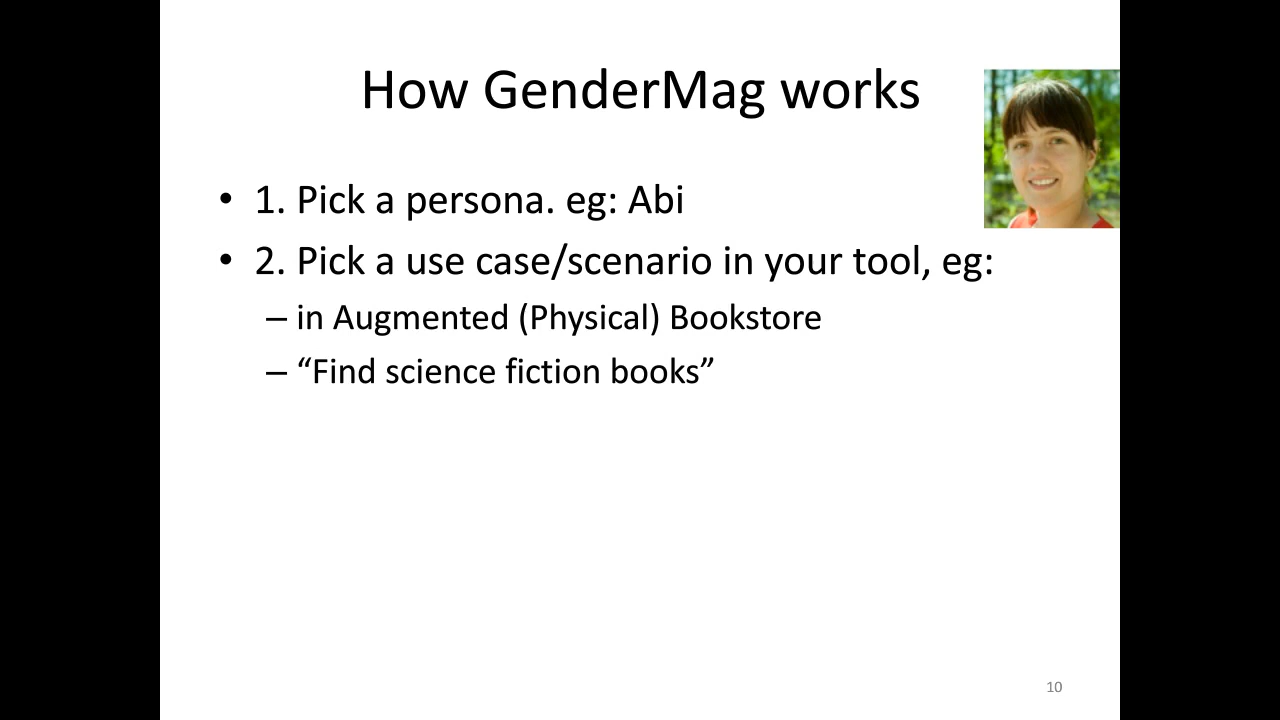 How GenderMag works
• 1. Pick a persona. eg: Abi
• 2. Pick a use case/scenario in your tool, eg:
– in Augmented (Physical) Bookstore
– “Find science fiction books”
10